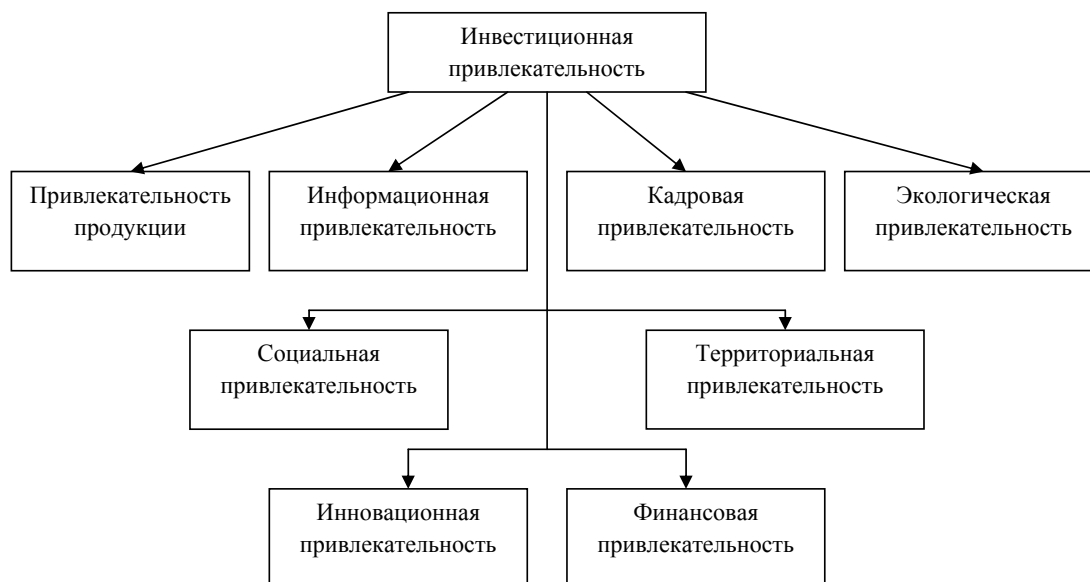 Инвестиционная
привлекательность
Привлекательность
продукции
Информационная
привлекательность
Кадровая
привлекательность
Экологическая
привлекательность
Социальная
привлекательность
Территориальная
привлекательность
Инновационная
привлекательность
Финансовая
привлекательность